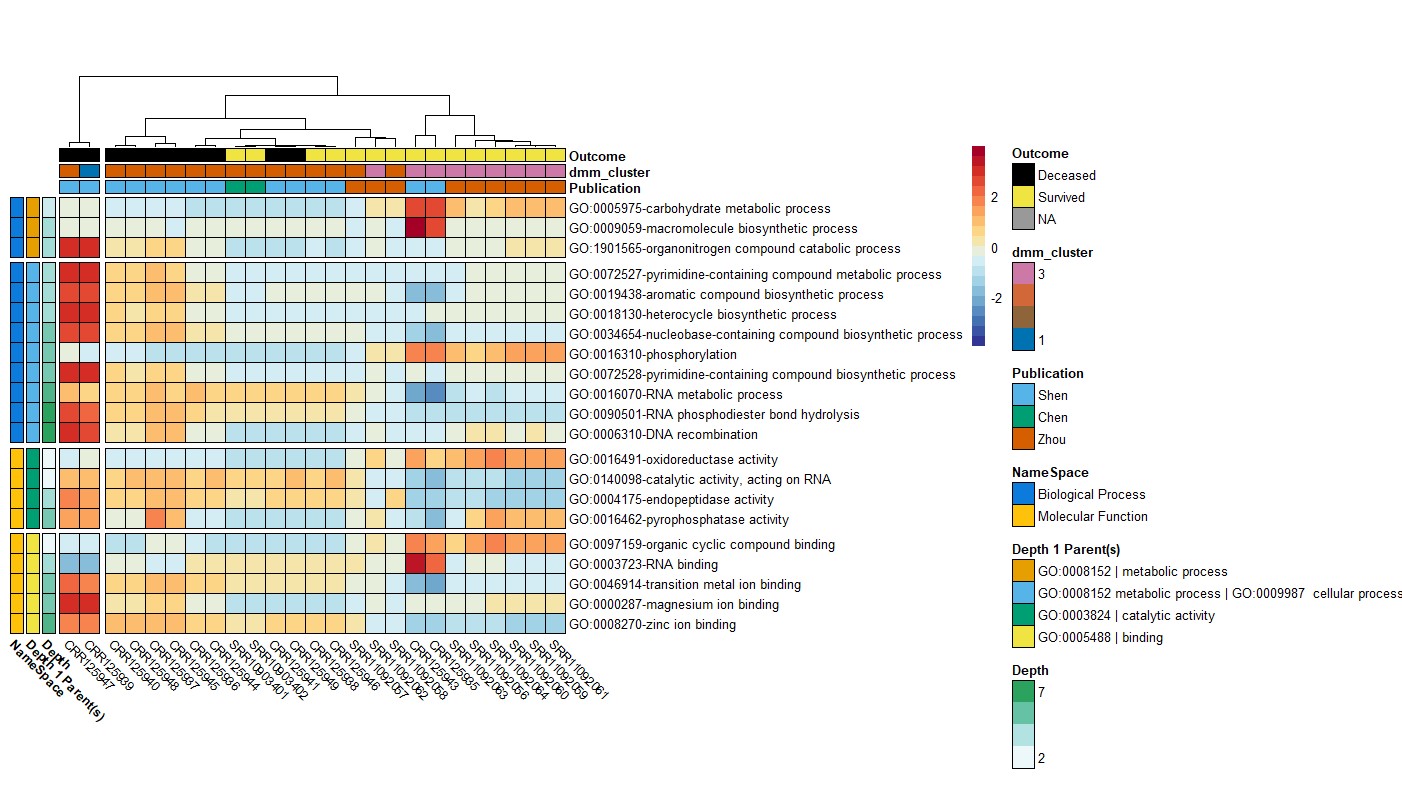 Outcome
dmm_cluster
Publication
GO:0005975-carbohydrate metabolic process
GO:0009059-macromolecule biosynthetic process
GO:1901565-organonitrogen compound catabolic process
GO:0072527-pyrimidine-containing compound metabolic process
GO:0019438-aromatic compound biosynthetic process
GO:0018130-heterocycle biosynthetic process
GO:0034654-nucleobase-containing compound biosynthetic process
GO:0016310-phosphorylation
GO:0072528-pyrimidine-containing compound biosynthetic process
GO:0016070-RNA metabolic process
GO:0090501-RNA phosphodiester bond hydrolysis
GO:0006310-DNA recombination
GO:0016491-oxidoreductase activity
GO:0140098-catalytic activity, acting on RNA
GO:0004175-endopeptidase activity
GO:0016462-pyrophosphatase activity
GO:0097159-organic cyclic compound binding
GO:0003723-RNA binding
GO:0046914-transition metal ion binding
GO:0000287-magnesium ion binding
GO:0008270-zinc ion binding
NameSpace
Depth 1 Parent(s)
Depth
CRR125947
CRR125939
CRR125940
CRR125948
CRR125937
CRR125945
CRR125936
CRR125944
SRR10903401
SRR10903402
CRR125941
CRR125949
CRR125938
CRR125946
SRR11092057
SRR11092062
SRR11092058
CRR125943
CRR125935
SRR11092063
SRR11092056
SRR11092064
SRR11092060
SRR11092059
SRR11092061
2
0
-2
Outcome
Deceased
Survived
NA
dmm_cluster
3
1
Publication
Shen
Chen
Zhou
NameSpace
Biological Process
Molecular Function
Depth 1 Parent(s)
GO:0008152 | metabolic process
GO:0008152 metabolic process | GO:0009987 cellular process
GO:0003824 | catalytic activity
GO:0005488 | binding
Depth
7
2